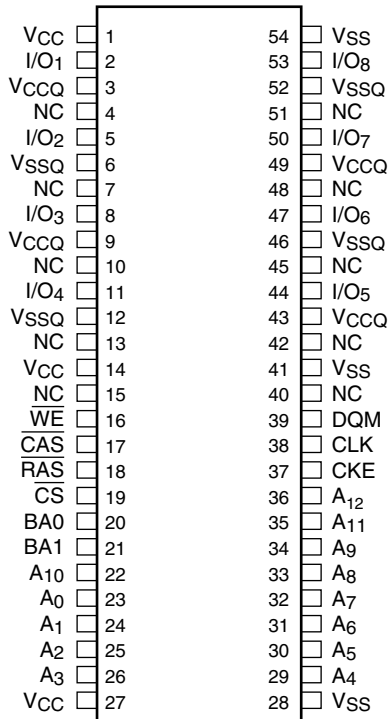 VCC 1 54 VSS
I/O1 2 53 I/O8
VCCQ 3 52 VSSQ
NC 4 51 NC
I/O2 5 50 I/O7
VSSQ 6 49 VCCQ
NC 7 48 NC
I/O3 8 47 I/O6
VCCQ 9 46 VSSQ
NC 10 45 NC
I/O4 11 44 I/O5
VSSQ 12 43 VCCQ
NC 13 42 NC
VCC 14 41 VSS
NC 15 40 NC
WE 16 39 DQM
CAS 17 38 CLK
RAS 18 37 CKE
CS 19 36 A12
BA0 20 35 A11
BA1 21 34 A9
A10 22 33 A8
A0 23 32 A7
A1 24 31 A6
A2 25 30 A5
A3 26 29 A4
VCC 27 28 VSS